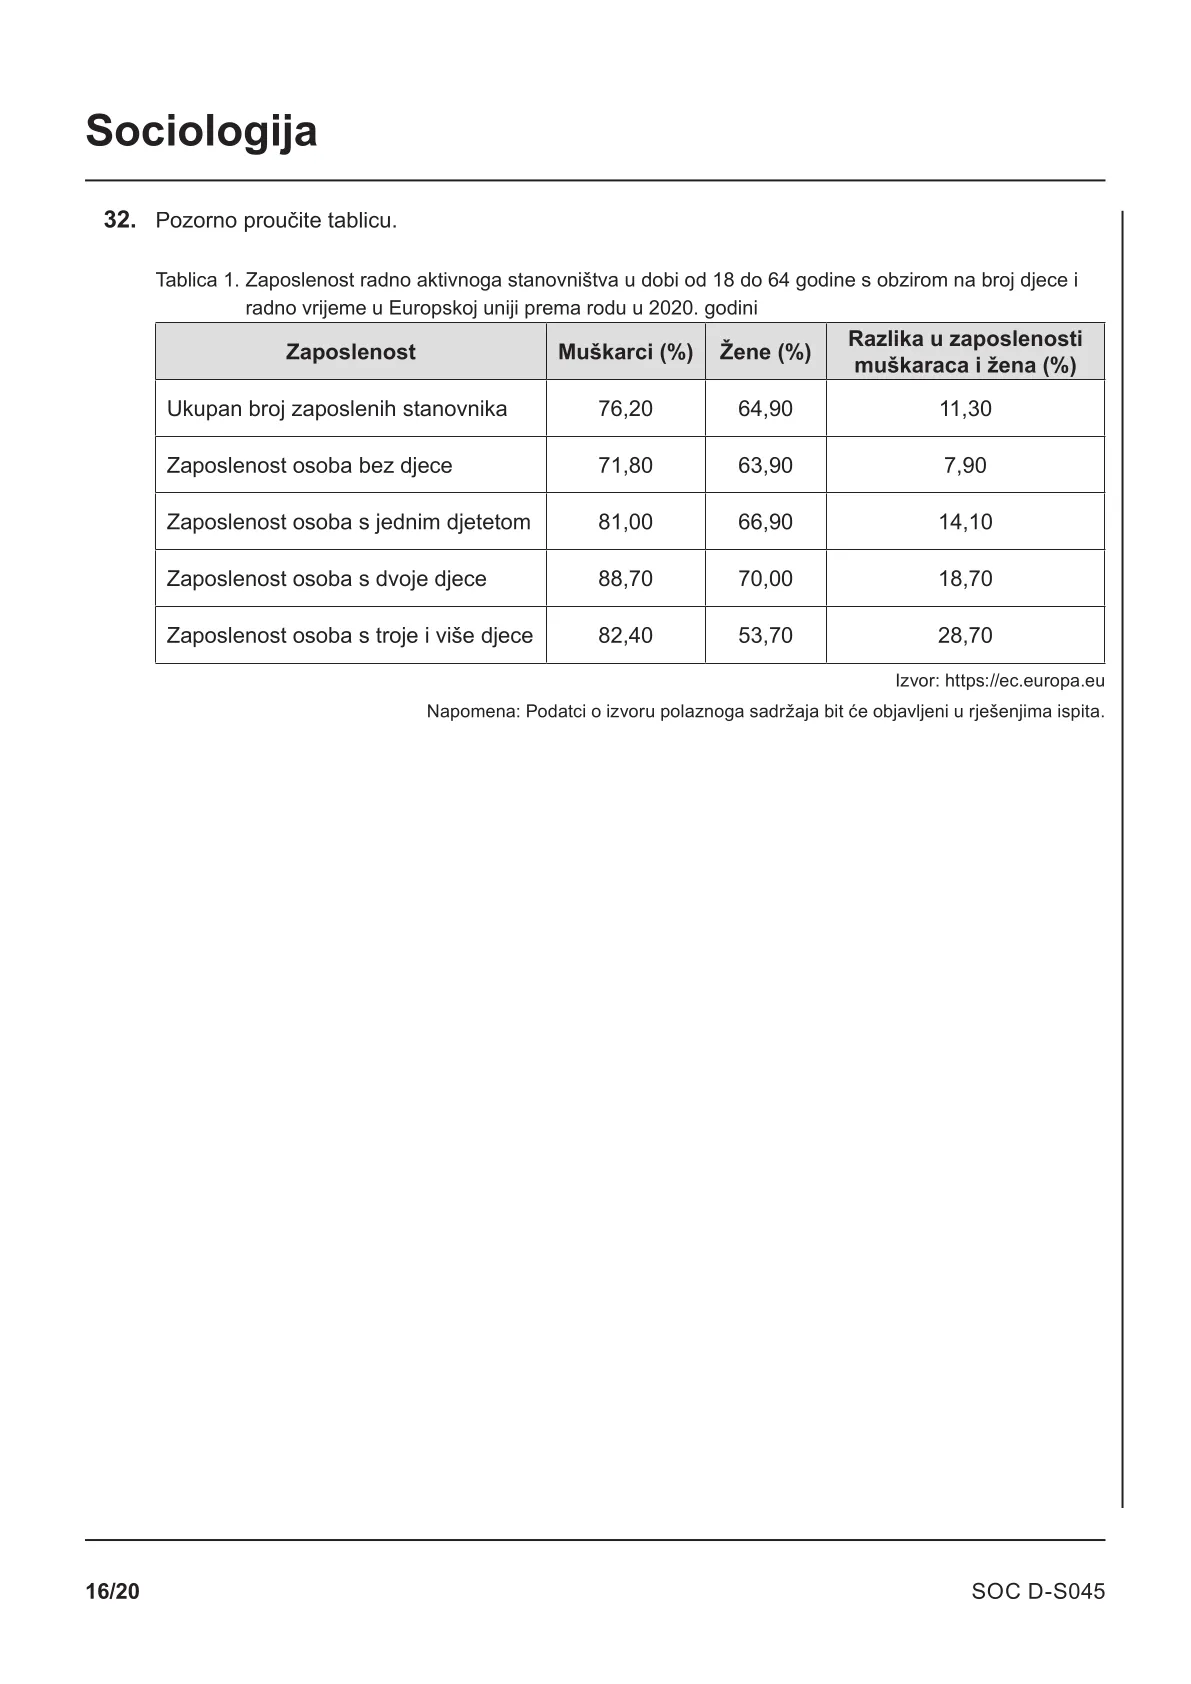 Sociologija
32. Pozorno proučite tablicu.
Tablica 1. Zaposlenost radno aktivnoga stanovništva u dobi od 18 do 64 godine s obzirom na broj djece i
radno vrijeme u Europskoj uniji prema rodu u 2020. godini
Zaposlenost Muškarci (%) Žene (%) Razlika u zaposlenosti
muškaraca i žena (%)
Ukupan broj zaposlenih stanovnika 76,20 64,90 11,30
Zaposlenost osoba bez djece 71,80 63,90 7,90
Zaposlenost osoba s jednim djetetom 81,00 66,90 14,10
Zaposlenost osoba s dvoje djece 88,70 70,00 18,70
Zaposlenost osoba s troje i više djece 82,40 53,70 28,70
Izvor: https://ec.europa.eu
Napomena: Podatci o izvoru polaznoga sadržaja bit će objavljeni u rješenjima ispita.
16/20 SOC D-S045